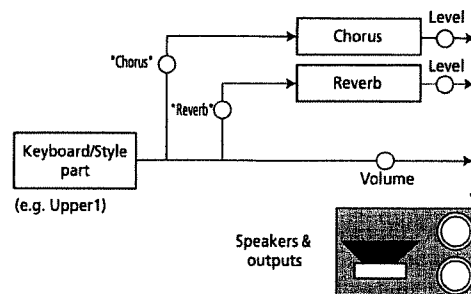 Level
Chorus
"Chorus"
Level
Reverb
"Reverb"
Keyboard/Style
part
(e.g. Upper1)
Volume
Speakers &
outputs